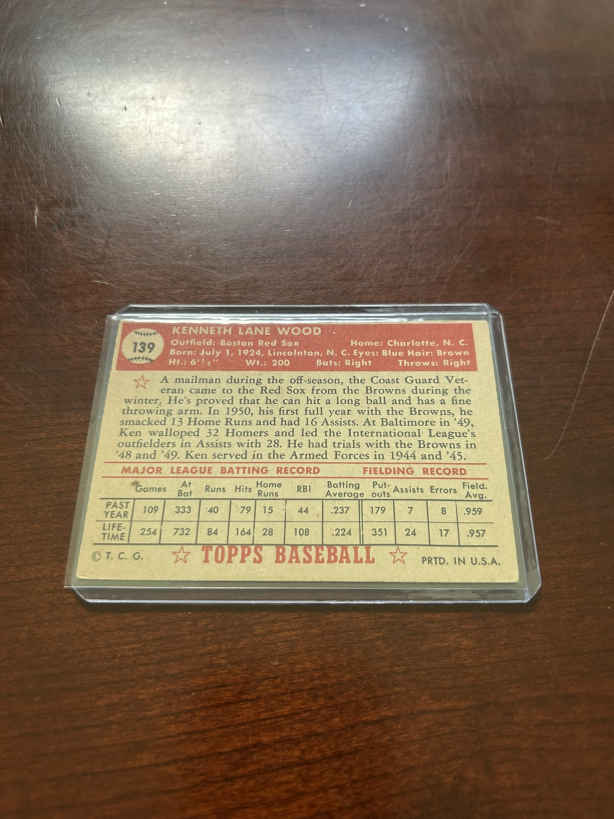 139
KENNETH LANE WOOD
Outfield: Boston Red Sox Home: Charlotte, N. C.
Born: July 1, 1924, Lincolnton, N. C. Eyes: Blue Hair: Brown
Ht.: 6'½" Wt.: 200 Bats: Right Throws: Right
A mailman during the off-season, the Coast Guard Vet-
eran came to the Red Sox from the Browns during the
winter, He's proved that he can hit a long ball and has a fine
throwing arm. In 1950, his first full year with the Browns, he
smacked 13 Home Runs and had 16 Assists. At Baltimore in '49,
Ken walloped 32 Homers and led the International League's
outfielders in Assists with 28. He had trials with the Browns in
'48 and '49. Ken served in the Armed Forces in 1944 and '45.
MAJOR LEAGUE BATTING RECORD FIELDING RECORD
Games At Bat Runs Hits Home Runs RBI Batting Average Put-outs Assists Errors Field. Avg.
PAST YEAR 109 333 40 79 15 44 .237 179 7 8 .959
LIFE-TIME 254 732 84 164 28 108 .224 351 24 17 .957
© T. C. G. ☆ TOPPS BASEBALL ☆ PRTD. IN U.S.A.